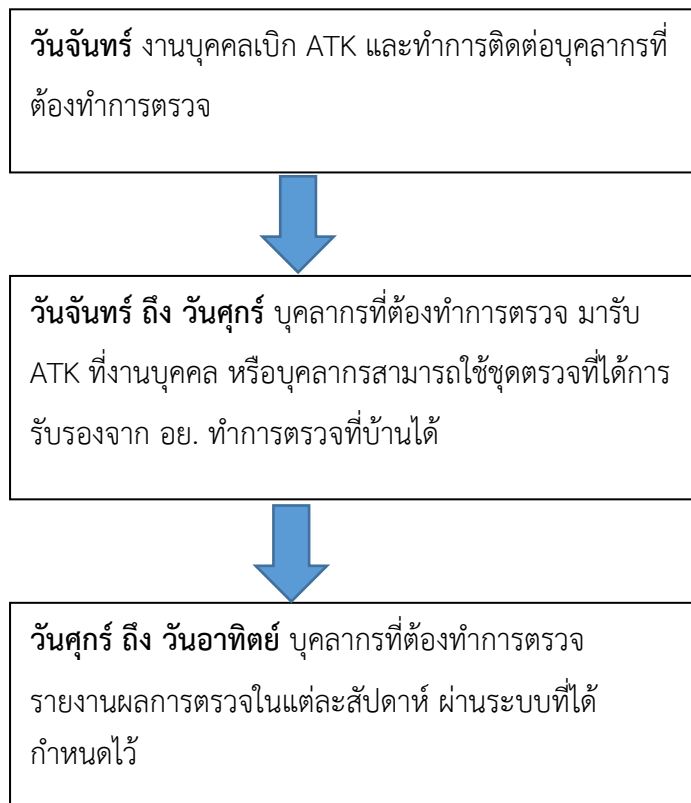 วันจันทร์ งานบุคคลเบิก ATK และทำการติดต่อบุคลากรที่
ต้องทำการตรวจ
วันจันทร์ ถึง วันศุกร์ บุคลากรที่ต้องทำการตรวจ มารับ
ATK ที่งานบุคคล หรือบุคลากรสามารถใช้ชุดตรวจที่ได้การ
รับรองจาก อย. ทำการตรวจที่บ้านได้
วันศุกร์ ถึง วันอาทิตย์ บุคลากรที่ต้องทำการตรวจ
รายงานผลการตรวจในแต่ละสัปดาห์ ผ่านระบบที่ได้
กำหนดไว้